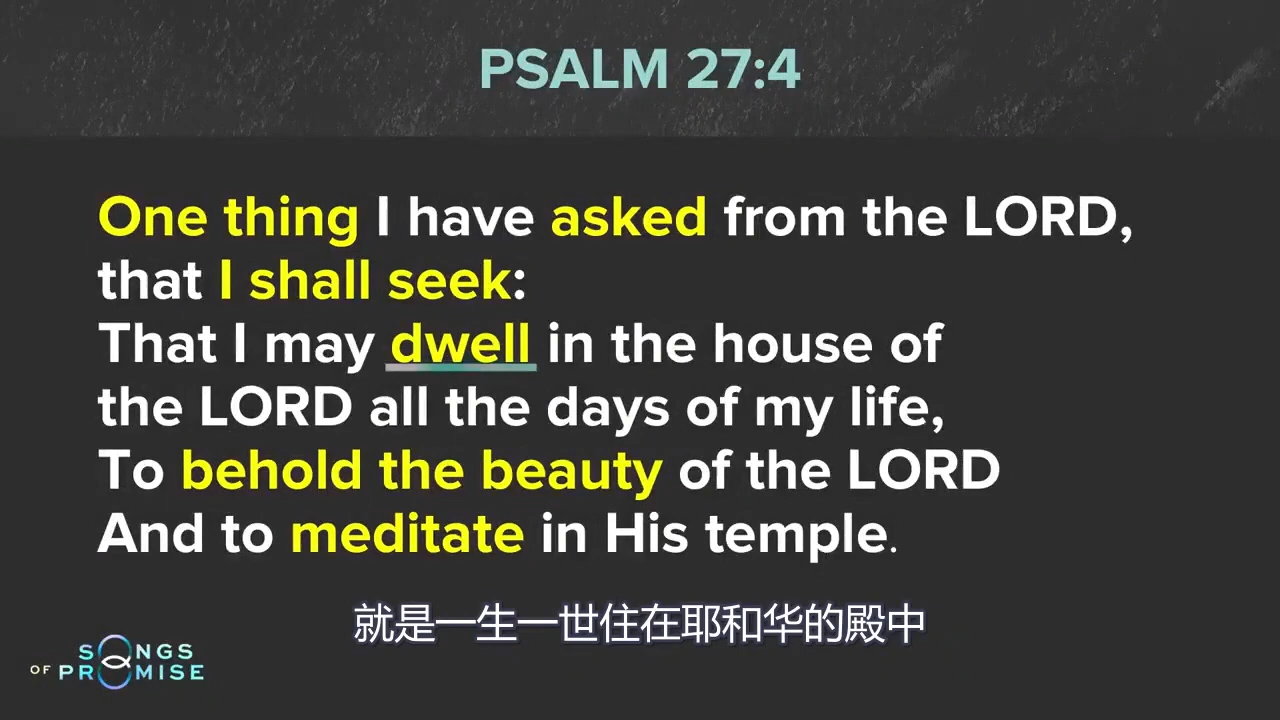 PSALM 27:4
One thing I have asked from the LORD,
that I shall seek:
That I may dwell in the house of
the LORD all the days of my life,
To behold the beauty of the LORD
And to meditate in His temple.
就是一生一世住在耶和华的殿中
SONGS
OF PROMISE